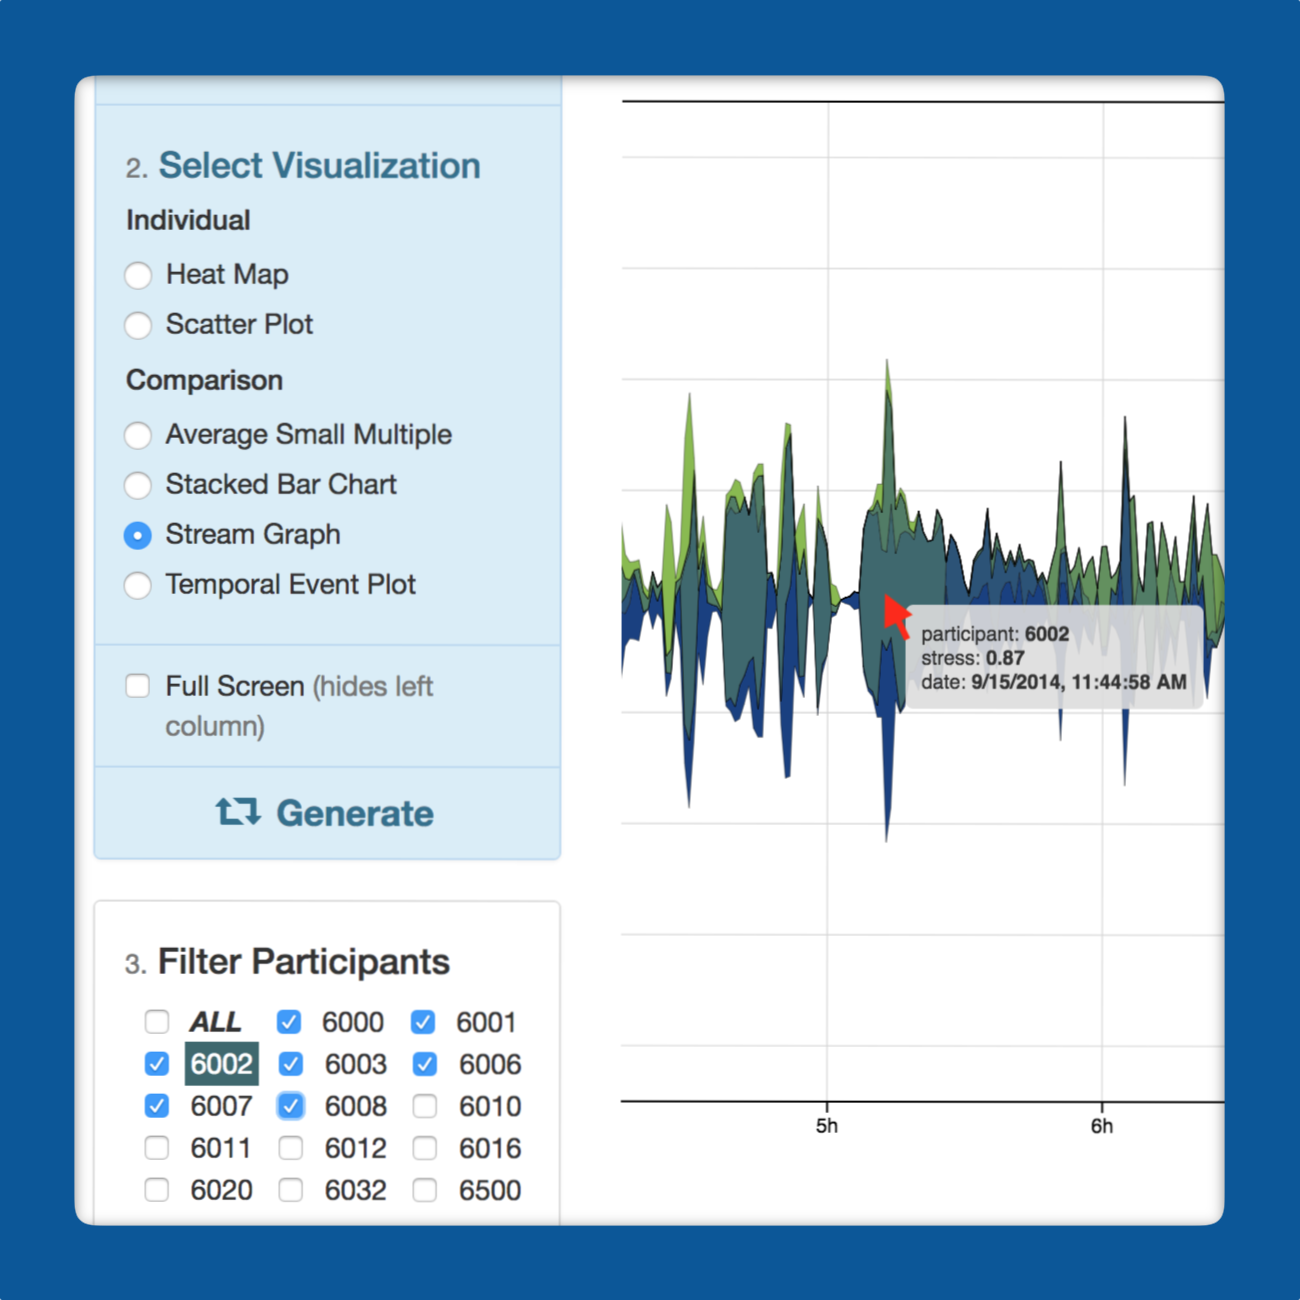 2. Select Visualization
Individual
Heat Map
Scatter Plot
Comparison
Average Small Multiple
Stacked Bar Chart
Stream Graph
Temporal Event Plot
Full Screen (hides left
column)
Generate
3. Filter Participants
ALL 6000 6001
6002 6003 6006
6007 6008 6010
6011 6012 6016
6020 6032 6500
participant: 6002
stress: 0.87
date: 9/15/2014, 11:44:58 AM
5h 6h